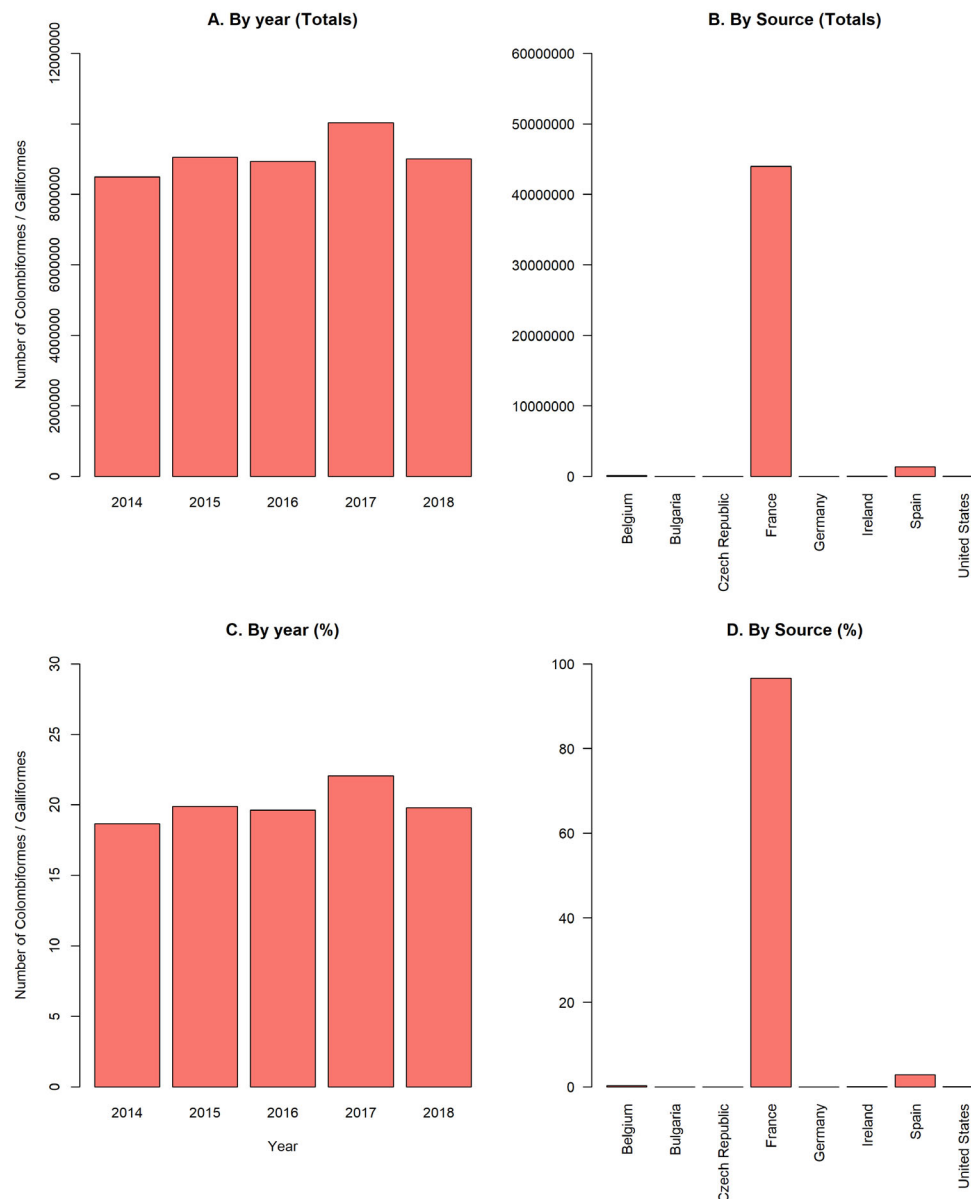 A. By year (Totals)
Number of Colombiformes / Galliformes
12000000
8000000
6000000
4000000
2000000
0
2014 2015 2016 2017 2018
B. By Source (Totals)
60000000
50000000
40000000
30000000
20000000
10000000
0
Belgium
Bulgaria
Czech Republic
France
Germany
Ireland
Spain
United States
C. By year (%)
Number of Colombiformes / Galliformes
30
25
20
15
10
5
0
2014 2015 2016 2017 2018
Year
D. By Source (%)
100
80
60
40
20
0
Belgium
Bulgaria
Czech Republic
France
Germany
Ireland
Spain
United States